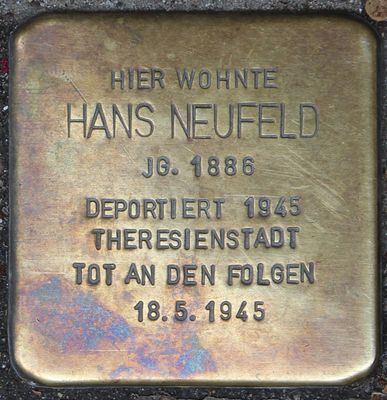 HIER WOHNTE
HANS NEUFELD
JG. 1886
DEPORTIERT 1945
THERESIENSTADT
TOT AN DEN FOLGEN
18.5.1945